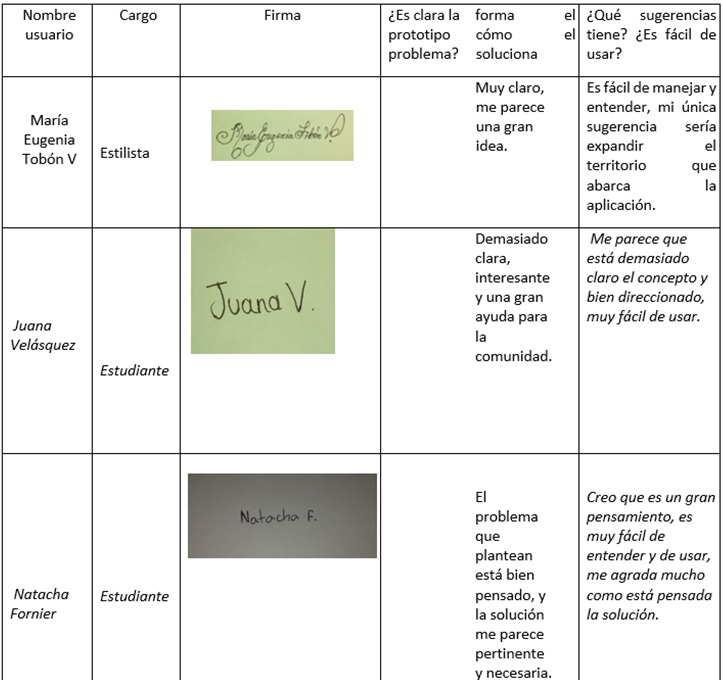 Nombre usuario
Cargo
Firma
¿Es clara la forma el
prototipo cómo el
problema? soluciona
¿Qué sugerencias
tiene? ¿Es fácil de
usar?
María
Eugenia
Tobón V
Estilista
María Eugenia Tobón V.
Muy claro,
me parece
una gran
idea.
Es fácil de manejar y
entender, mi única
sugerencia sería
expandir el
territorio que
abarca la
aplicación.
Juana
Velásquez
Estudiante
Juana V.
Demasiado
clara,
interesante
y una gran
ayuda para
la
comunidad.
Me parece que
está demasiado
claro el concepto y
bien direccionado,
muy fácil de usar.
Natacha
Fornier
Estudiante
Natacha F.
El
problema
que
plantean
está bien
pensado, y
la solución
me parece
pertinente
y necesaria.
Creo que es un gran
pensamiento, es
muy fácil de
entender y de usar,
me agrada mucho
como está pensada
la solución.